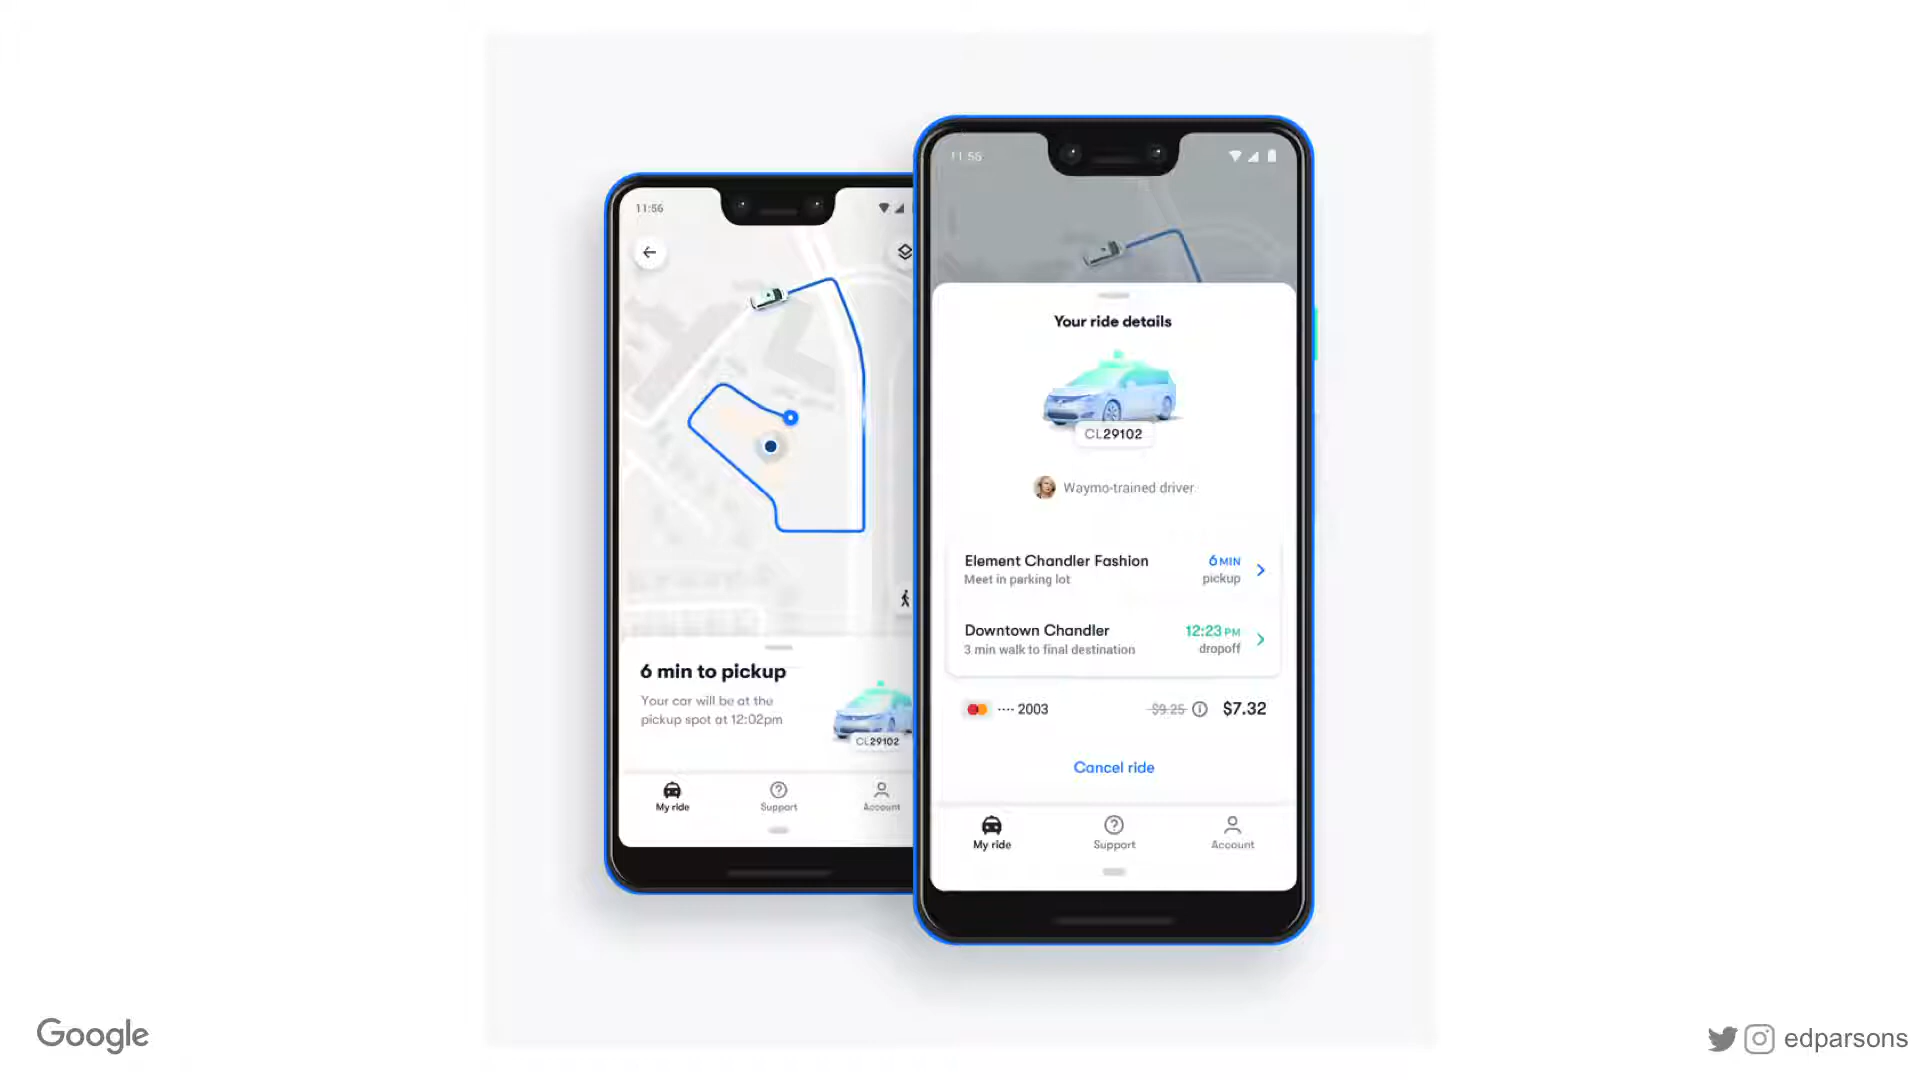 11:56
6 min to pickup
Your car will be at the
pickup spot at 12:02pm
CL29102
My ride
Support
Account
11:56
Your ride details
CL29102
Waymo-trained driver
Element Chandler Fashion
6 MIN
Meet in parking lot
pickup
Downtown Chandler
12:23 PM
3 min walk to final destination
dropoff
···· 2003
$9.25
$7.32
Cancel ride
My ride
Support
Account
Google
edparsons